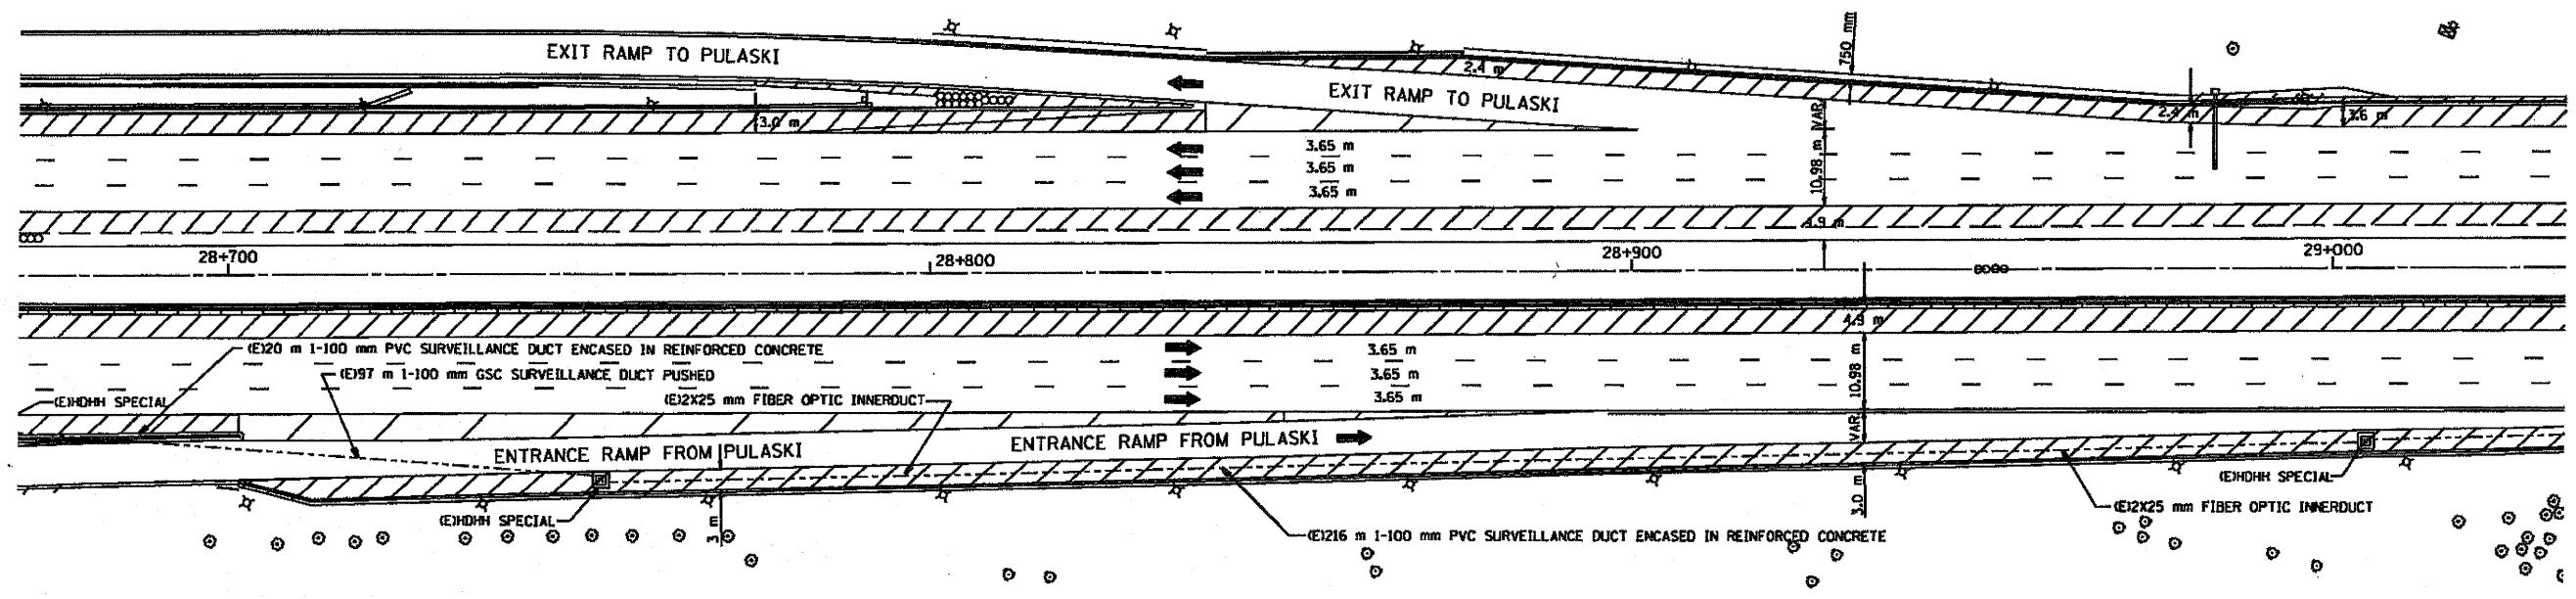 EXIT RAMP TO PULASKI
750 mm
2.4 m
EXIT RAMP TO PULASKI
3.0 m
VAR.
2.4 m
3.6 m
3.65 m
3.65 m
3.65 m
10.98 m
4.9 m
28+700
28+800
28+900
29+000
4.9 m
(E)20 m 1-100 mm PVC SURVEILLANCE DUCT ENCASED IN REINFORCED CONCRETE
3.65 m
(E)97 m 1-100 mm GSC SURVEILLANCE DUCT PUSHED
3.65 m
10.98 m
(E)HDHH SPECIAL
(E)2X25 mm FIBER OPTIC INNERDUCT
3.65 m
VAR.
ENTRANCE RAMP FROM PULASKI
ENTRANCE RAMP FROM PULASKI
(E)HDHH SPECIAL
3.0 m
(E)2X25 mm FIBER OPTIC INNERDUCT
(E)HDHH SPECIAL
3 m
(E)216 m 1-100 mm PVC SURVEILLANCE DUCT ENCASED IN REINFORCED CONCRETE